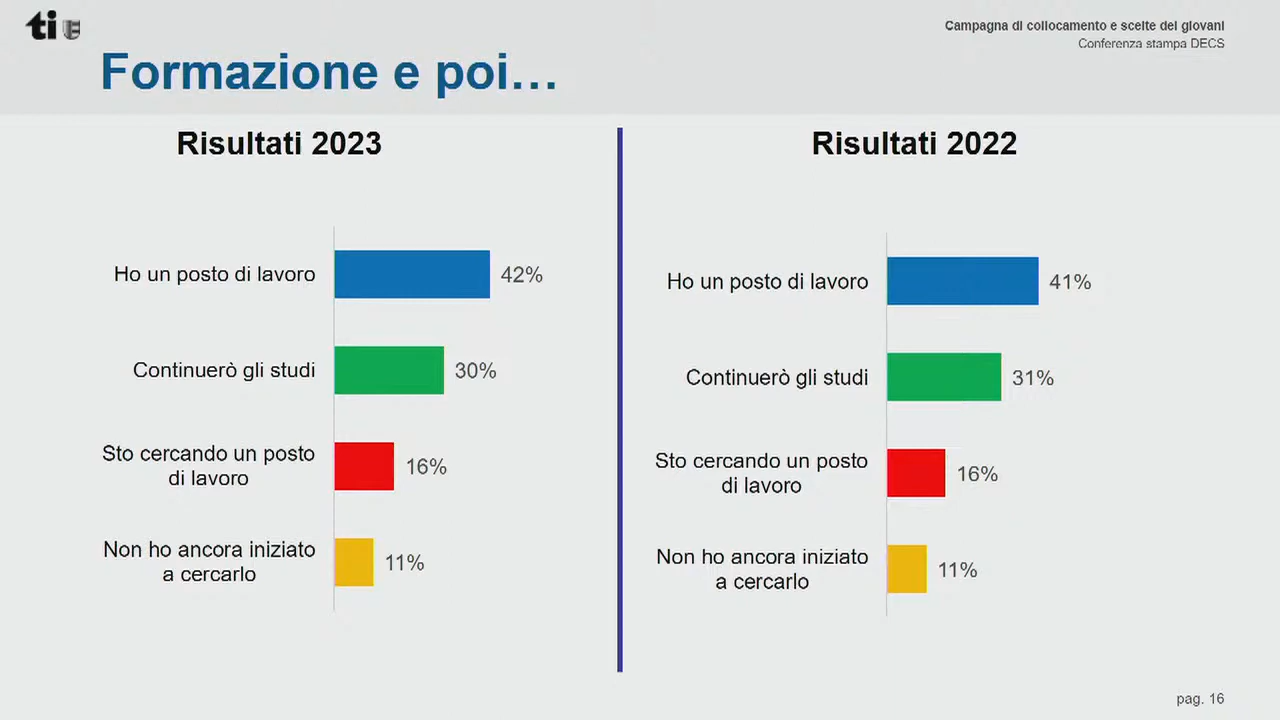 ti
Campagna di collocamento e scelte dei giovani
Conferenza stampa DECS
Formazione e poi…
Risultati 2023
Ho un posto di lavoro
42%
Continuerò gli studi
30%
Sto cercando un posto
di lavoro
16%
Non ho ancora iniziato
a cercarlo
11%
Risultati 2022
Ho un posto di lavoro
41%
Continuerò gli studi
31%
Sto cercando un posto
di lavoro
16%
Non ho ancora iniziato
a cercarlo
11%
pag. 16